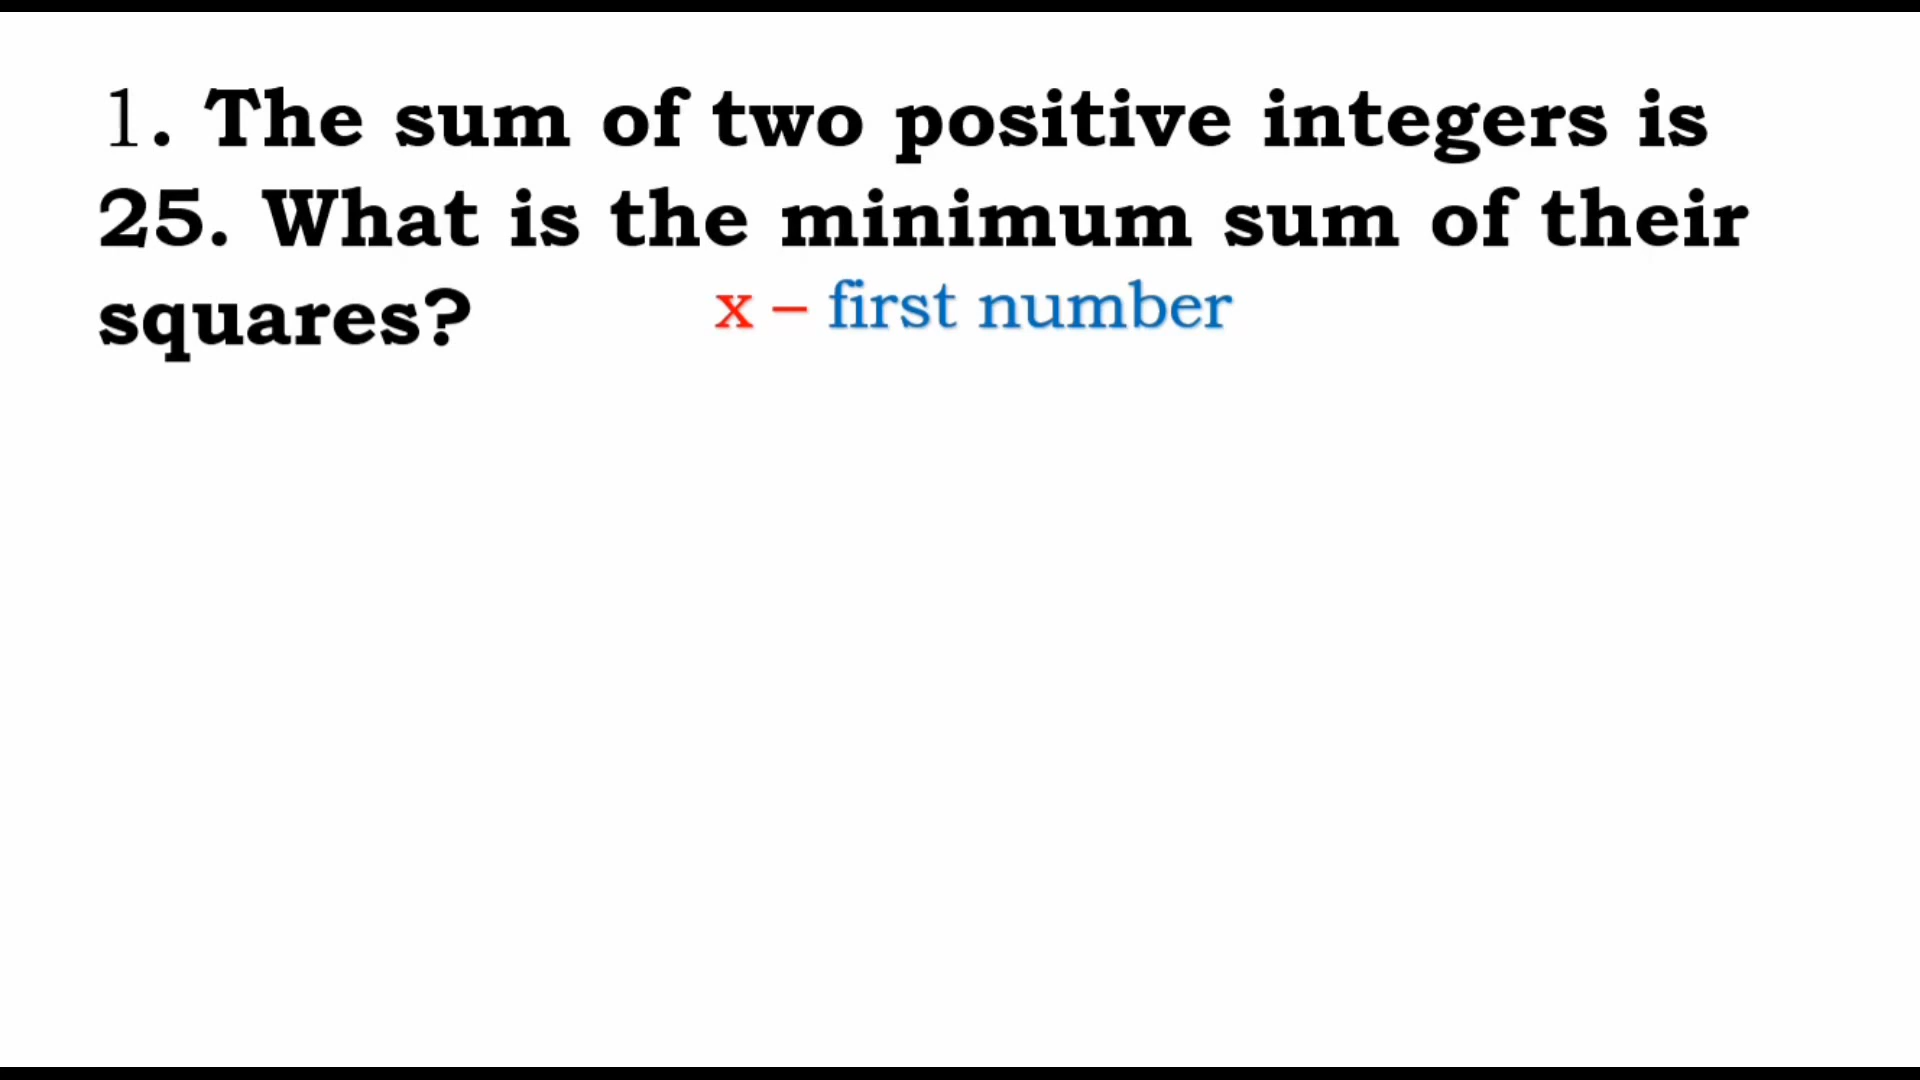 1. The sum of two positive integers is
25. What is the minimum sum of their
squares?
x – first number